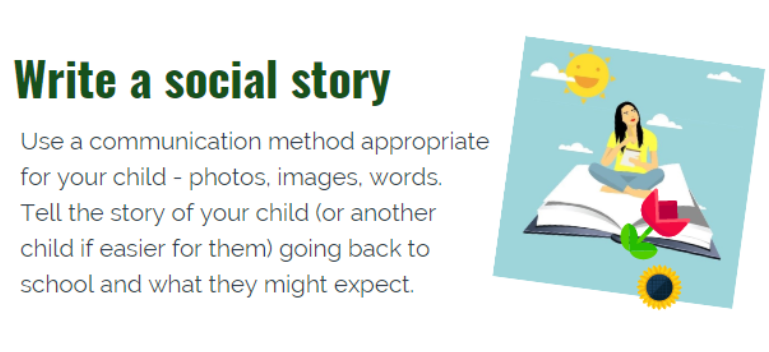 Write a social story
Use a communication method appropriate
for your child - photos, images, words.
Tell the story of your child (or another
child if easier for them) going back to
school and what they might expect.